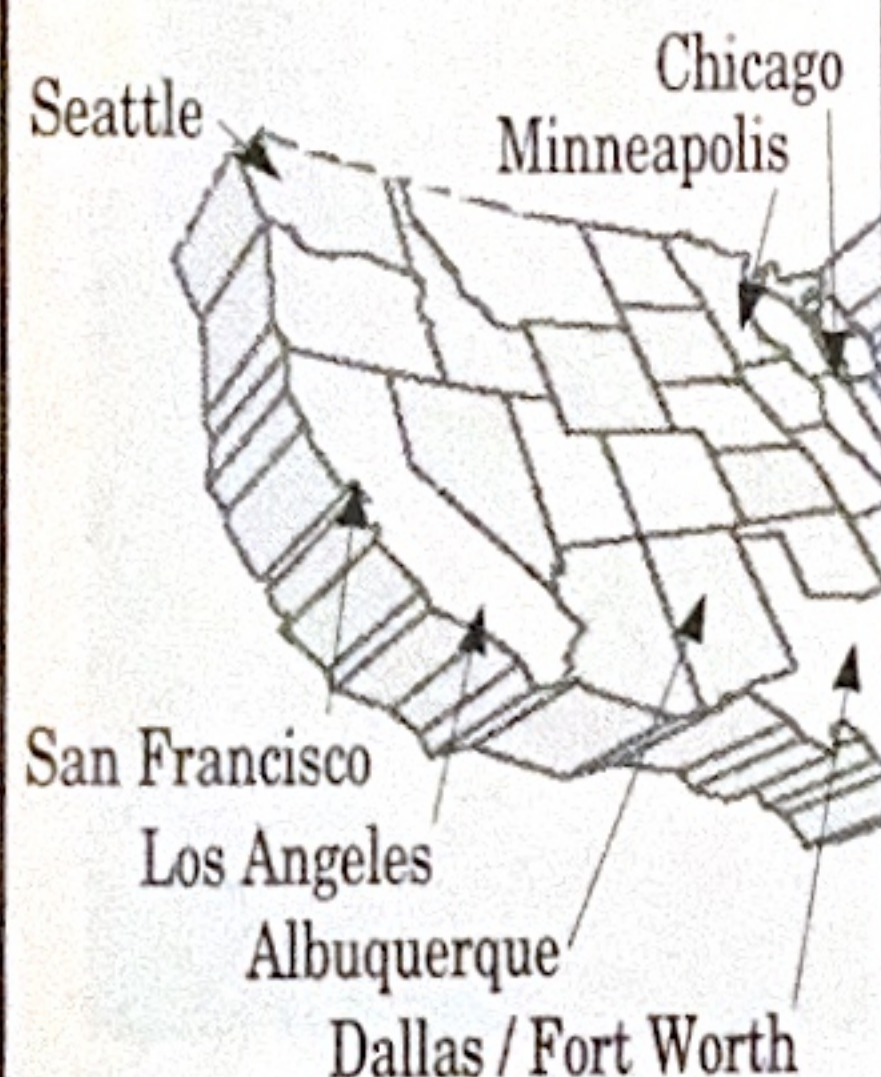 Chicago
Seattle
Minneapolis
San Francisco
Los Angeles
Albuquerque
Dallas / Fort Worth